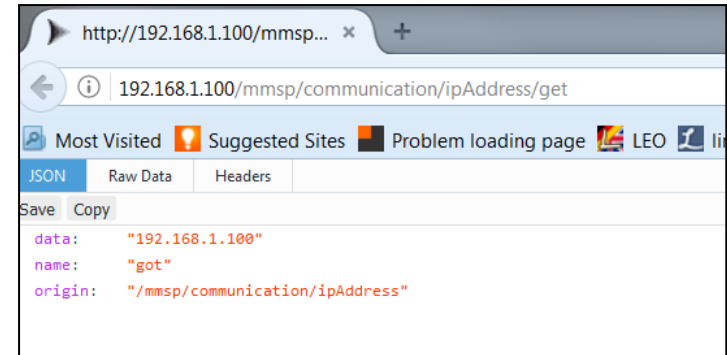 http://192.168.1.100/mmsp... × +
192.168.1.100/mmsp/communication/ipAddress/get
Most Visited Suggested Sites Problem loading page LEO
JSON Raw Data Headers
Save Copy
data: "192.168.1.100"
name: "got"
origin: "/mmsp/communication/ipAddress"